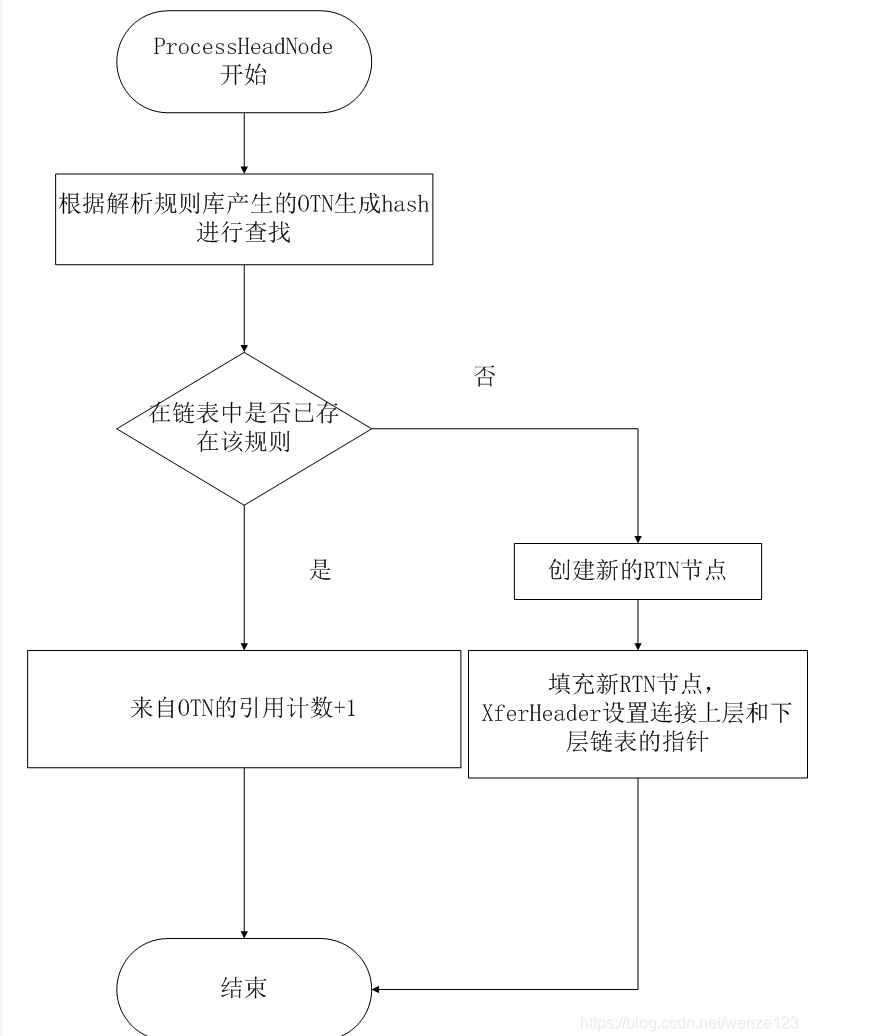 ProcessHeadNode
开始
根据解析规则库产生的OTN生成hash
进行查找
否
在链表中是否已存
在该规则
是
创建新的RTN节点
来自OTN的引用计数+1
填充新RTN节点，
XferHeader设置连接上层和下
层链表的指针
结束
https://blog.csdn.net/wenze123